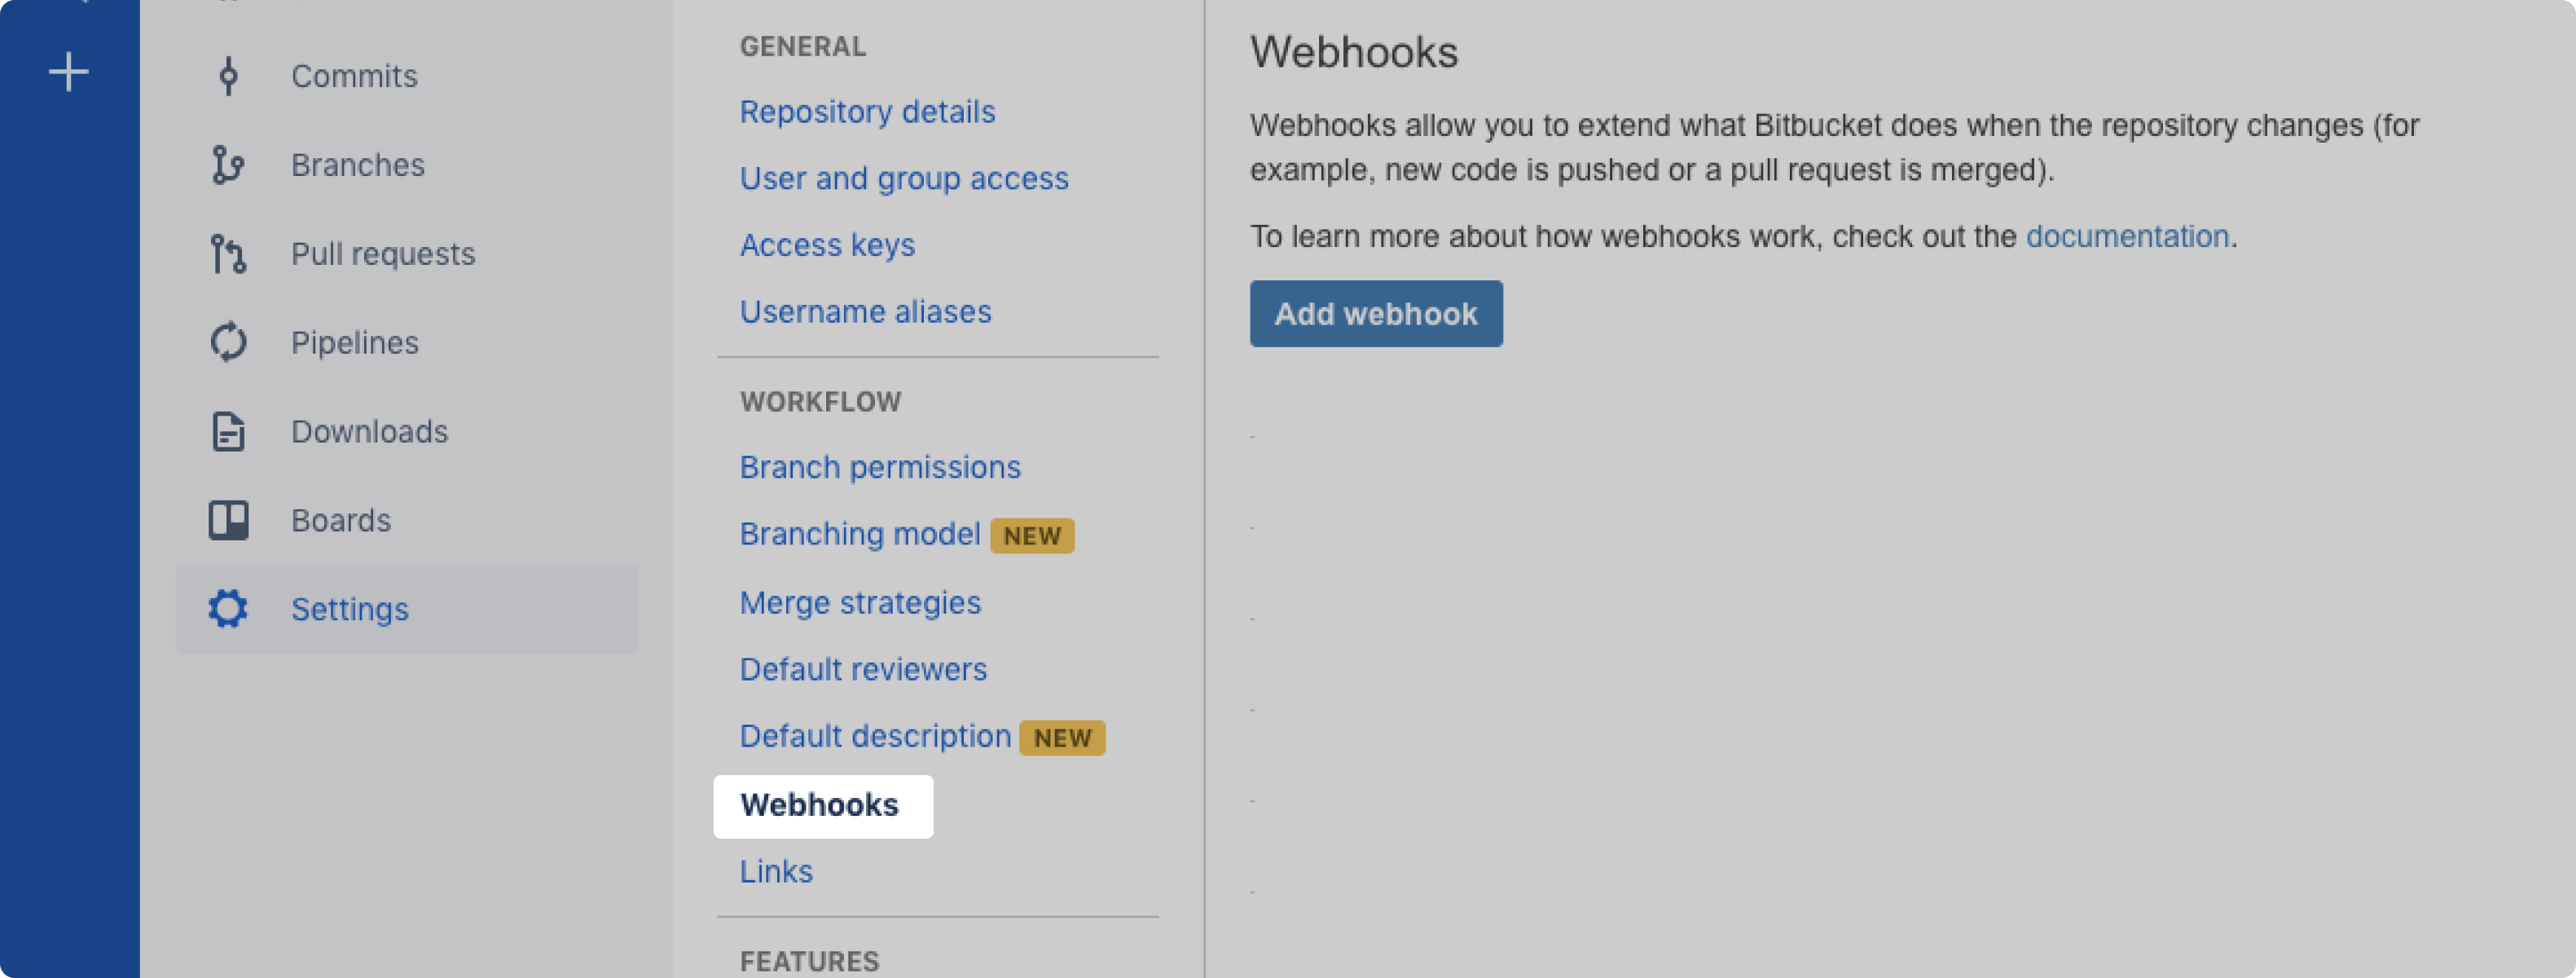 Commits
Branches
Pull requests
Pipelines
Downloads
Boards
Settings
GENERAL
Repository details
User and group access
Access keys
Username aliases
WORKFLOW
Branch permissions
Branching model NEW
Merge strategies
Default reviewers
Default description NEW
Webhooks
Links
FEATURES
Webhooks
Webhooks allow you to extend what Bitbucket does when the repository changes (for
example, new code is pushed or a pull request is merged).
To learn more about how webhooks work, check out the documentation.
Add webhook